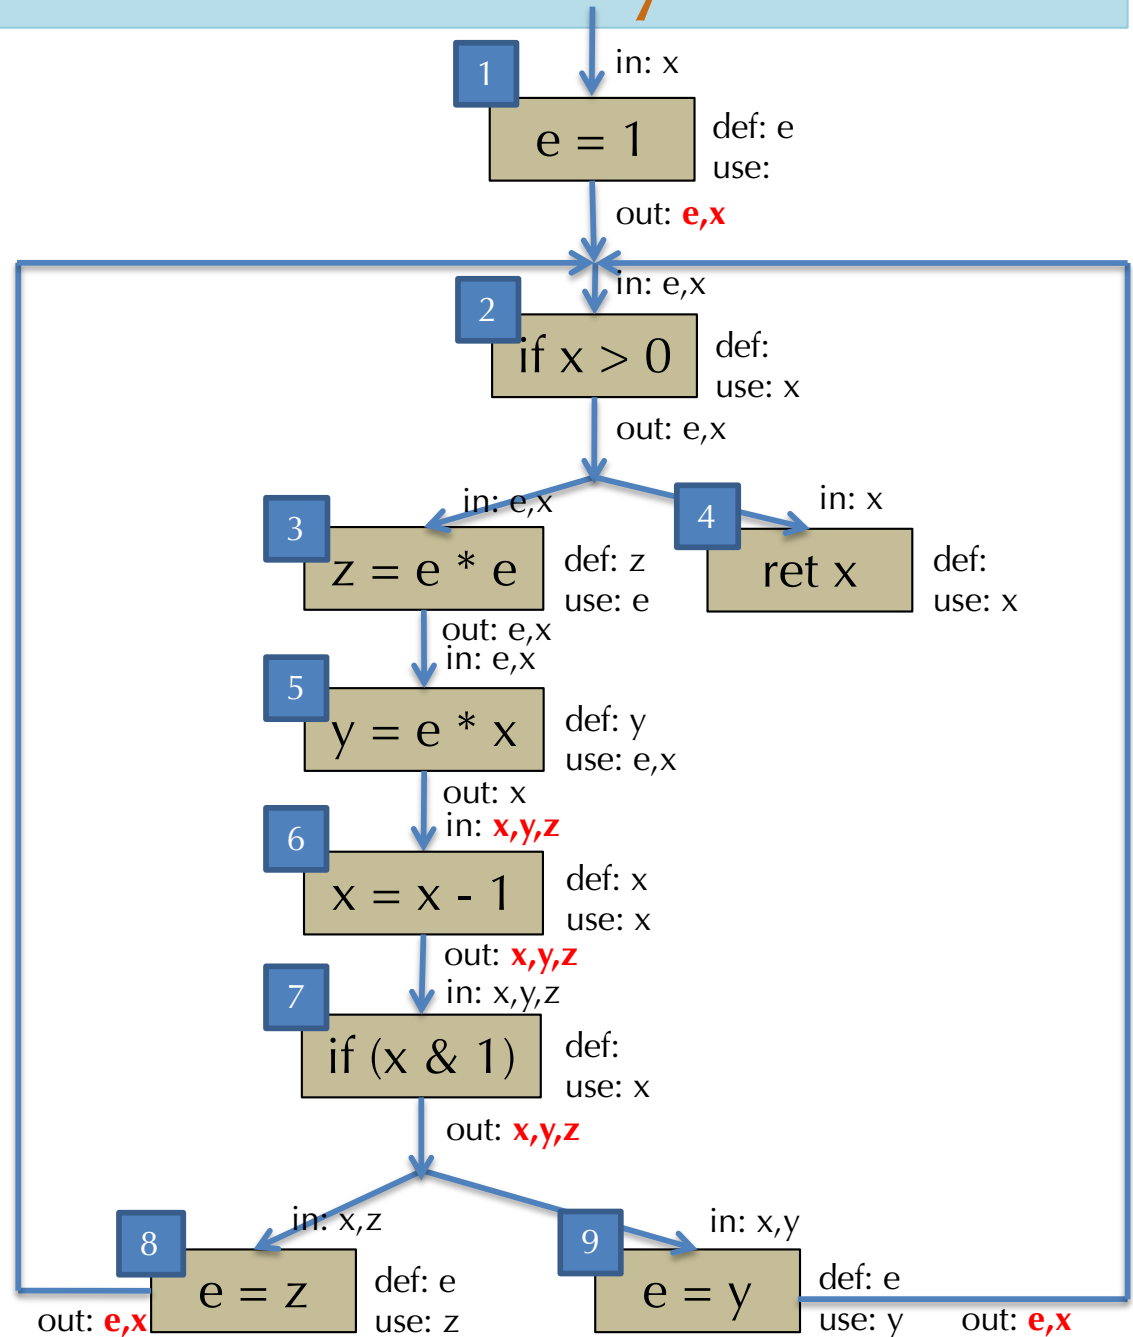 1
in: x
e = 1
def: e
use:
out: e,x
in: e,x
2
if x > 0
def:
use: x
out: e,x
in: e,x
3
z = e * e
def: z
use: e
out: e,x
4
in: x
ret x
def:
use: x
in: e,x
5
y = e * x
def: y
use: e,x
out: x
in: x,y,z
6
x = x - 1
def: x
use: x
out: x,y,z
in: x,y,z
7
if (x & 1)
def:
use: x
out: x,y,z
in: x,z
8
e = z
def: e
use: z
out: e,x
in: x,y
9
e = y
def: e
use: y
out: e,x